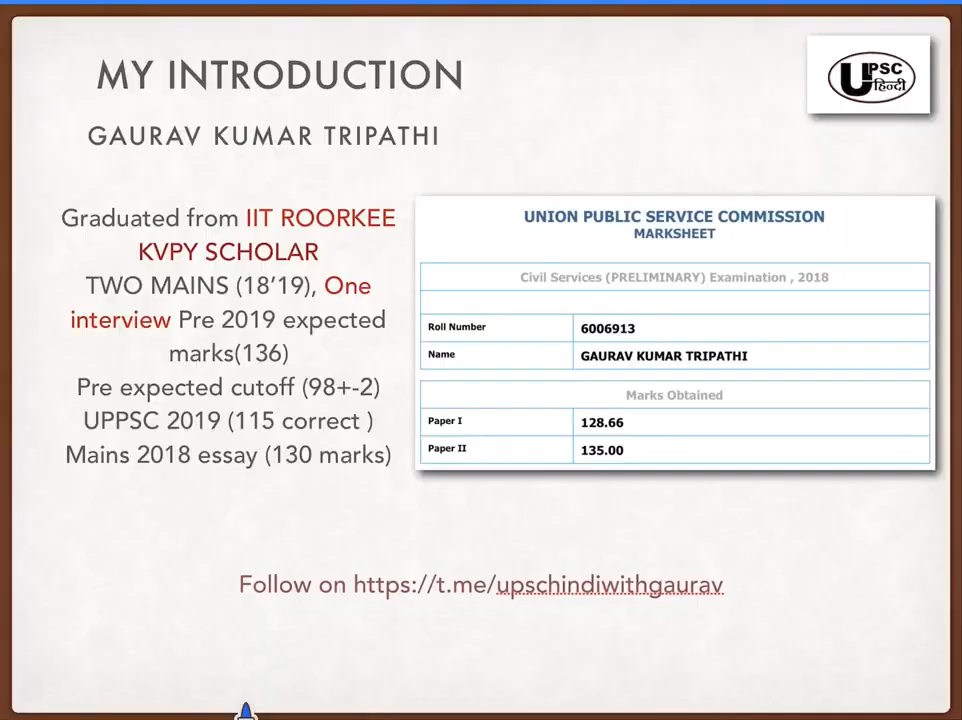 MY INTRODUCTION
GAURAV KUMAR TRIPATHI
UPSC
हिन्दी
Graduated from IIT ROORKEE
KVPY SCHOLAR
TWO MAINS (18’19), One
interview Pre 2019 expected
marks(136)
Pre expected cutoff (98+-2)
UPPSC 2019 (115 correct )
Mains 2018 essay (130 marks)
UNION PUBLIC SERVICE COMMISSION
MARKSHEET
Civil Services (PRELIMINARY) Examination , 2018
Roll Number 6006913
Name GAURAV KUMAR TRIPATHI
Marks Obtained
Paper I 128.66
Paper II 135.00
Follow on https://t.me/upschindiwithgaurav